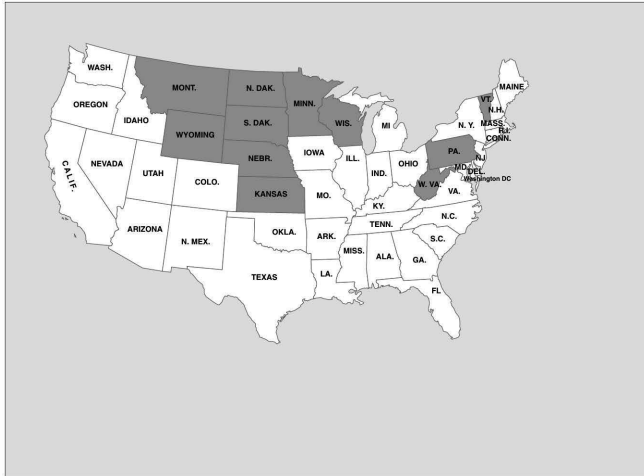 WASH.
MONT.
N. DAK.
MINN.
MAINE
VT.
N.H.
OREGON
IDAHO
S. DAK.
WIS.
MI
N. Y.
MASS.
R.I.
CONN.
WYOMING
NEBR.
IOWA
ILL.
IND.
OHIO
PA.
NJ
MD.
DEL.
Washington DC
CALIF.
NEVADA
UTAH
COLO.
KANSAS
MO.
W. VA.
VA.
KY.
ARIZONA
N. MEX.
OKLA.
ARK.
TENN.
N.C.
S.C.
TEXAS
LA.
MISS.
ALA.
GA.
FL